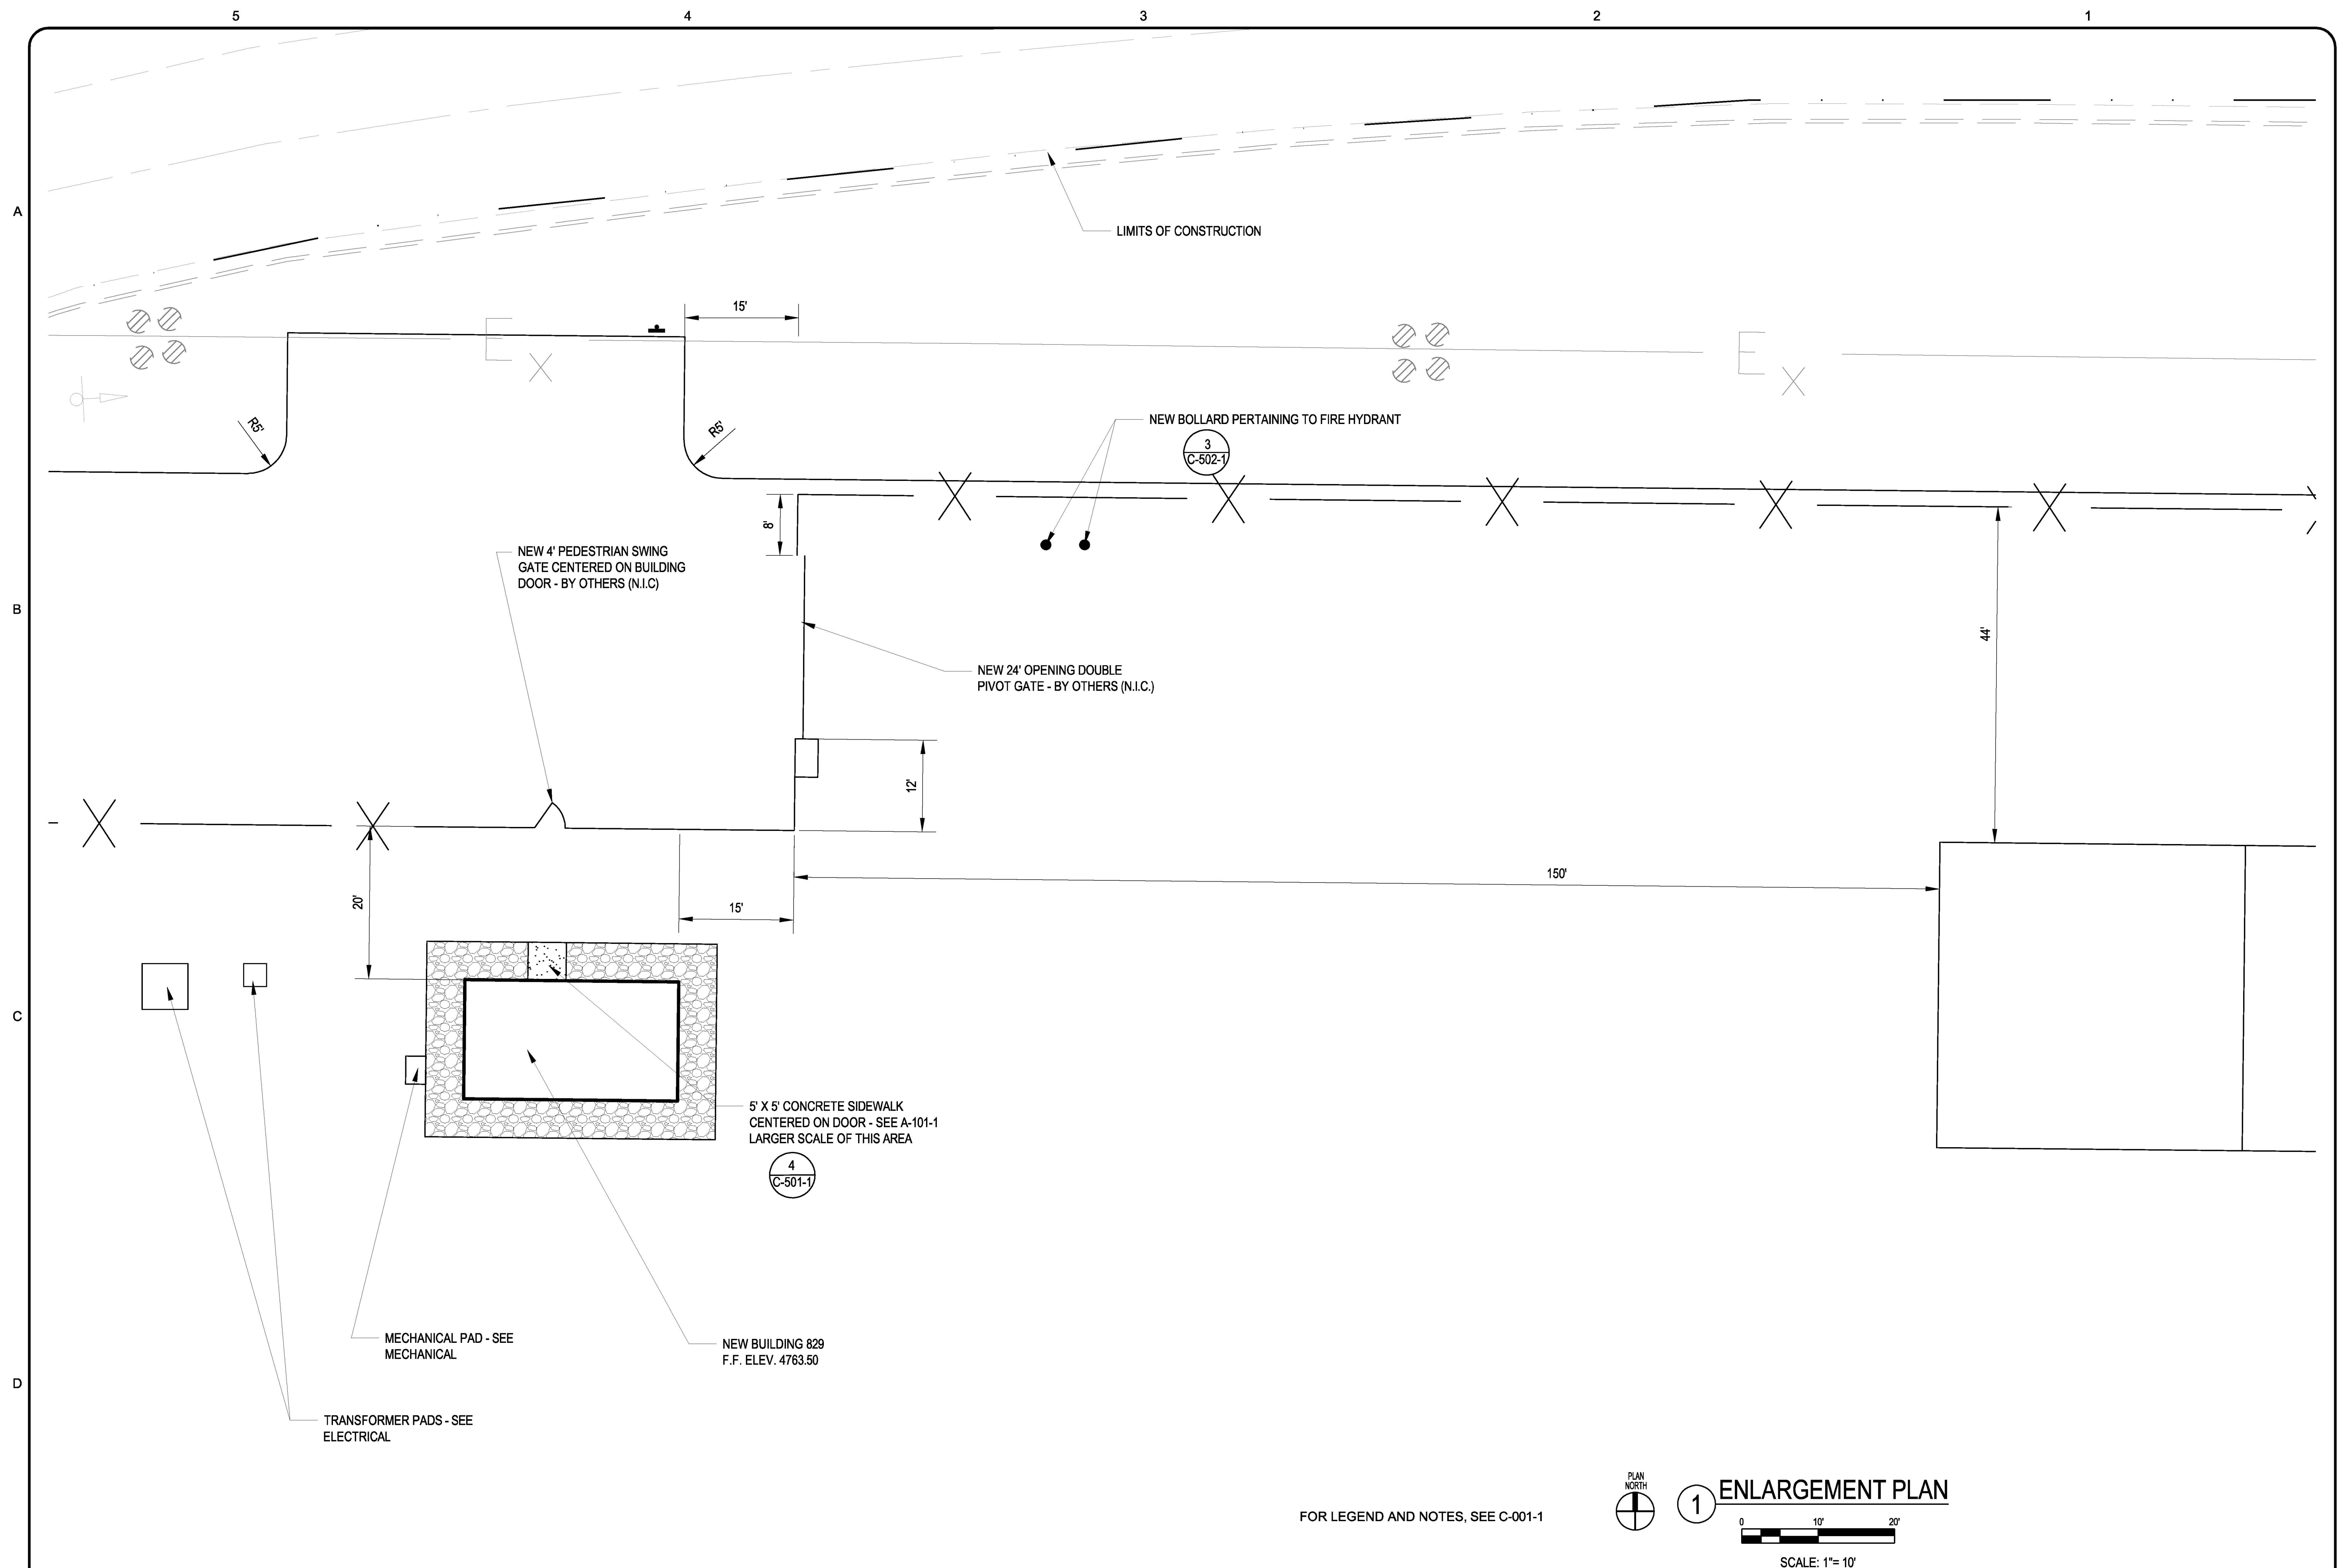 5 4 3 2 1
A
LIMITS OF CONSTRUCTION
15'
E
X
E
X
R5'
R5'
NEW BOLLARD PERTAINING TO FIRE HYDRANT
3
C-502-1
X X X X X
8'
NEW 4' PEDESTRIAN SWING
GATE CENTERED ON BUILDING
DOOR - BY OTHERS (N.I.C)
B
44'
NEW 24' OPENING DOUBLE
PIVOT GATE - BY OTHERS (N.I.C.)
12'
X X
150'
20'
15'
C
5' X 5' CONCRETE SIDEWALK
CENTERED ON DOOR - SEE A-101-1
LARGER SCALE OF THIS AREA
4
C-501-1
MECHANICAL PAD - SEE
MECHANICAL
NEW BUILDING 829
F.F. ELEV. 4763.50
D
TRANSFORMER PADS - SEE
ELECTRICAL
FOR LEGEND AND NOTES, SEE C-001-1
PLAN
NORTH
1
ENLARGEMENT PLAN
0 10' 20'
SCALE: 1"= 10'